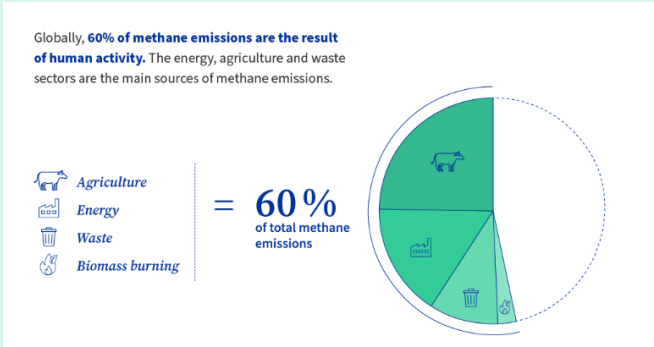 Globally, 60% of methane emissions are the result
of human activity. The energy, agriculture and waste
sectors are the main sources of methane emissions.
Agriculture
Energy
Waste
Biomass burning
= 60%
of total methane
emissions